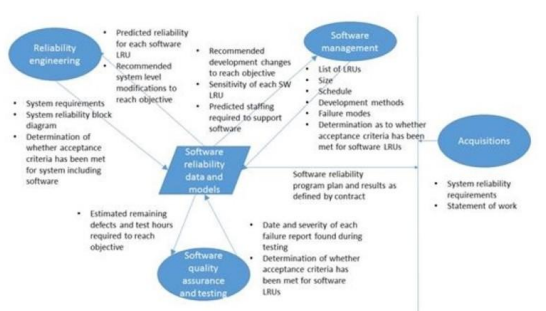 Reliability
engineering
• Predicted reliability
for each software
LRU
• Recommended
system level
modifications to
reach objective
• Recommended
development changes
to reach objective
• Sensitivity of each SW
LRU
• Predicted staffing
required to support
software
Software
management
• List of LRUs
• Size
• Schedule
• Development methods
• Failure modes
• Determination as to whether
acceptance criteria has been
met for software LRUs
• System requirements
• System reliability block
diagram
• Determination of
whether acceptance
criteria has been met
for system including
software
Software
reliability
data and
models
Software reliability
program plan and results as
defined by contract
Acquisitions
• System reliability
requirements
• Statement of work
• Estimated remaining
defects and test hours
required to reach
objective
• Date and severity of each
failure report found during
testing
• Determination of whether
acceptance criteria has
been met for software
LRUs
Software
quality
assurance
and testing